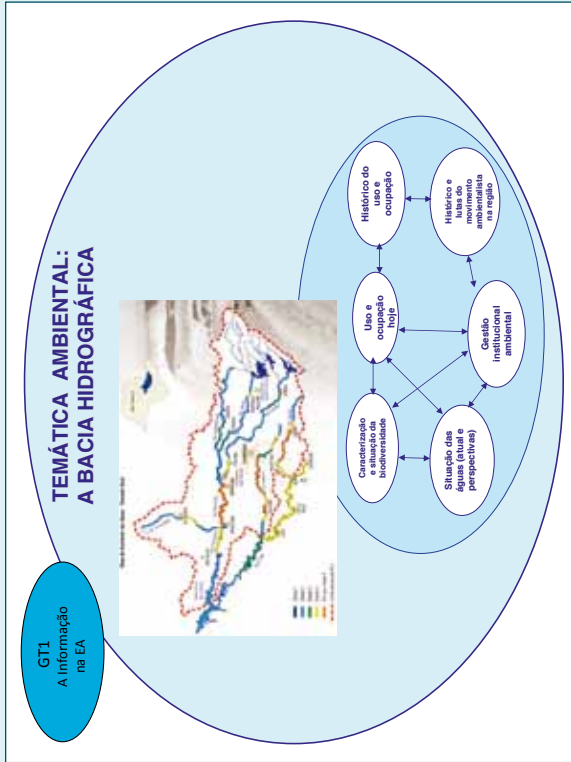 GT1
A Informação
na EA
TEMÁTICA AMBIENTAL:
A BACIA HIDROGRÁFICA
Caracterização
e situação da
biodiversidade
Uso e
ocupação
hoje
Histórico do
uso e
ocupação
Situação das
águas (atual e
perspectivas)
Gestão
institucional
ambiental
Histórico e
lutas do
movimento
ambientalista
na região